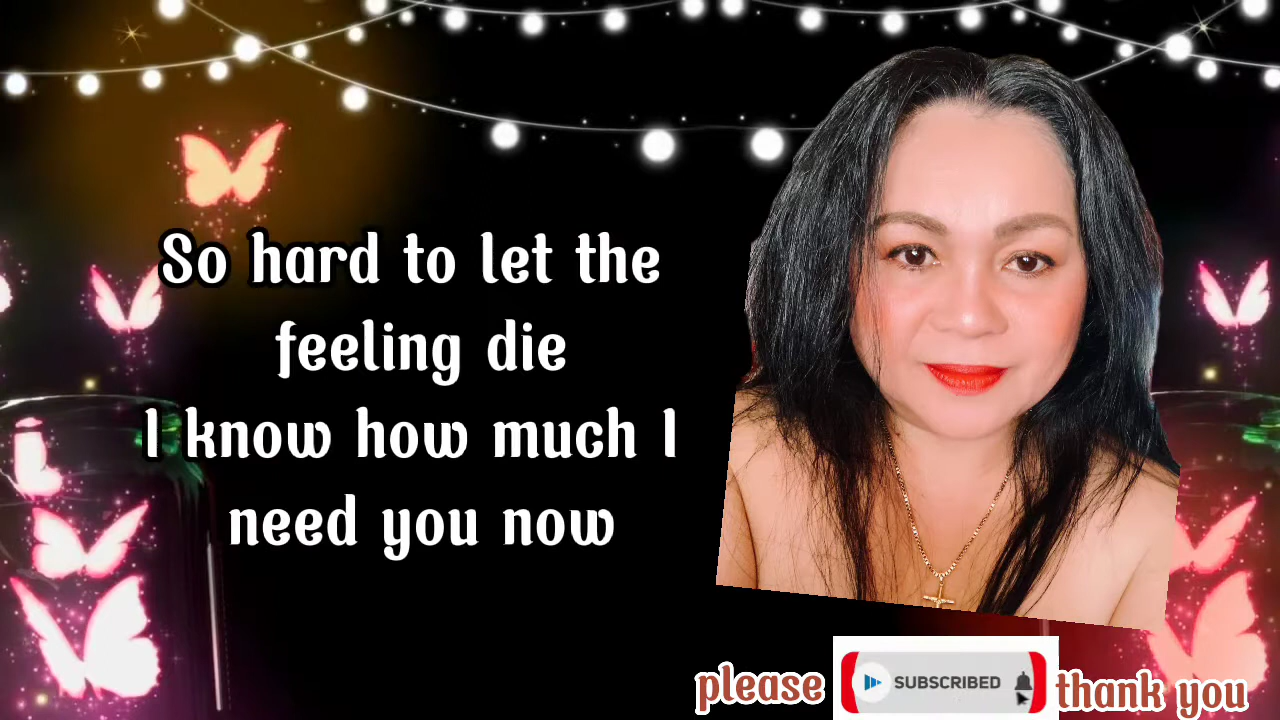 So hard to let the
feeling die
I know how much I
need you now
please SUBSCRIBED thank you